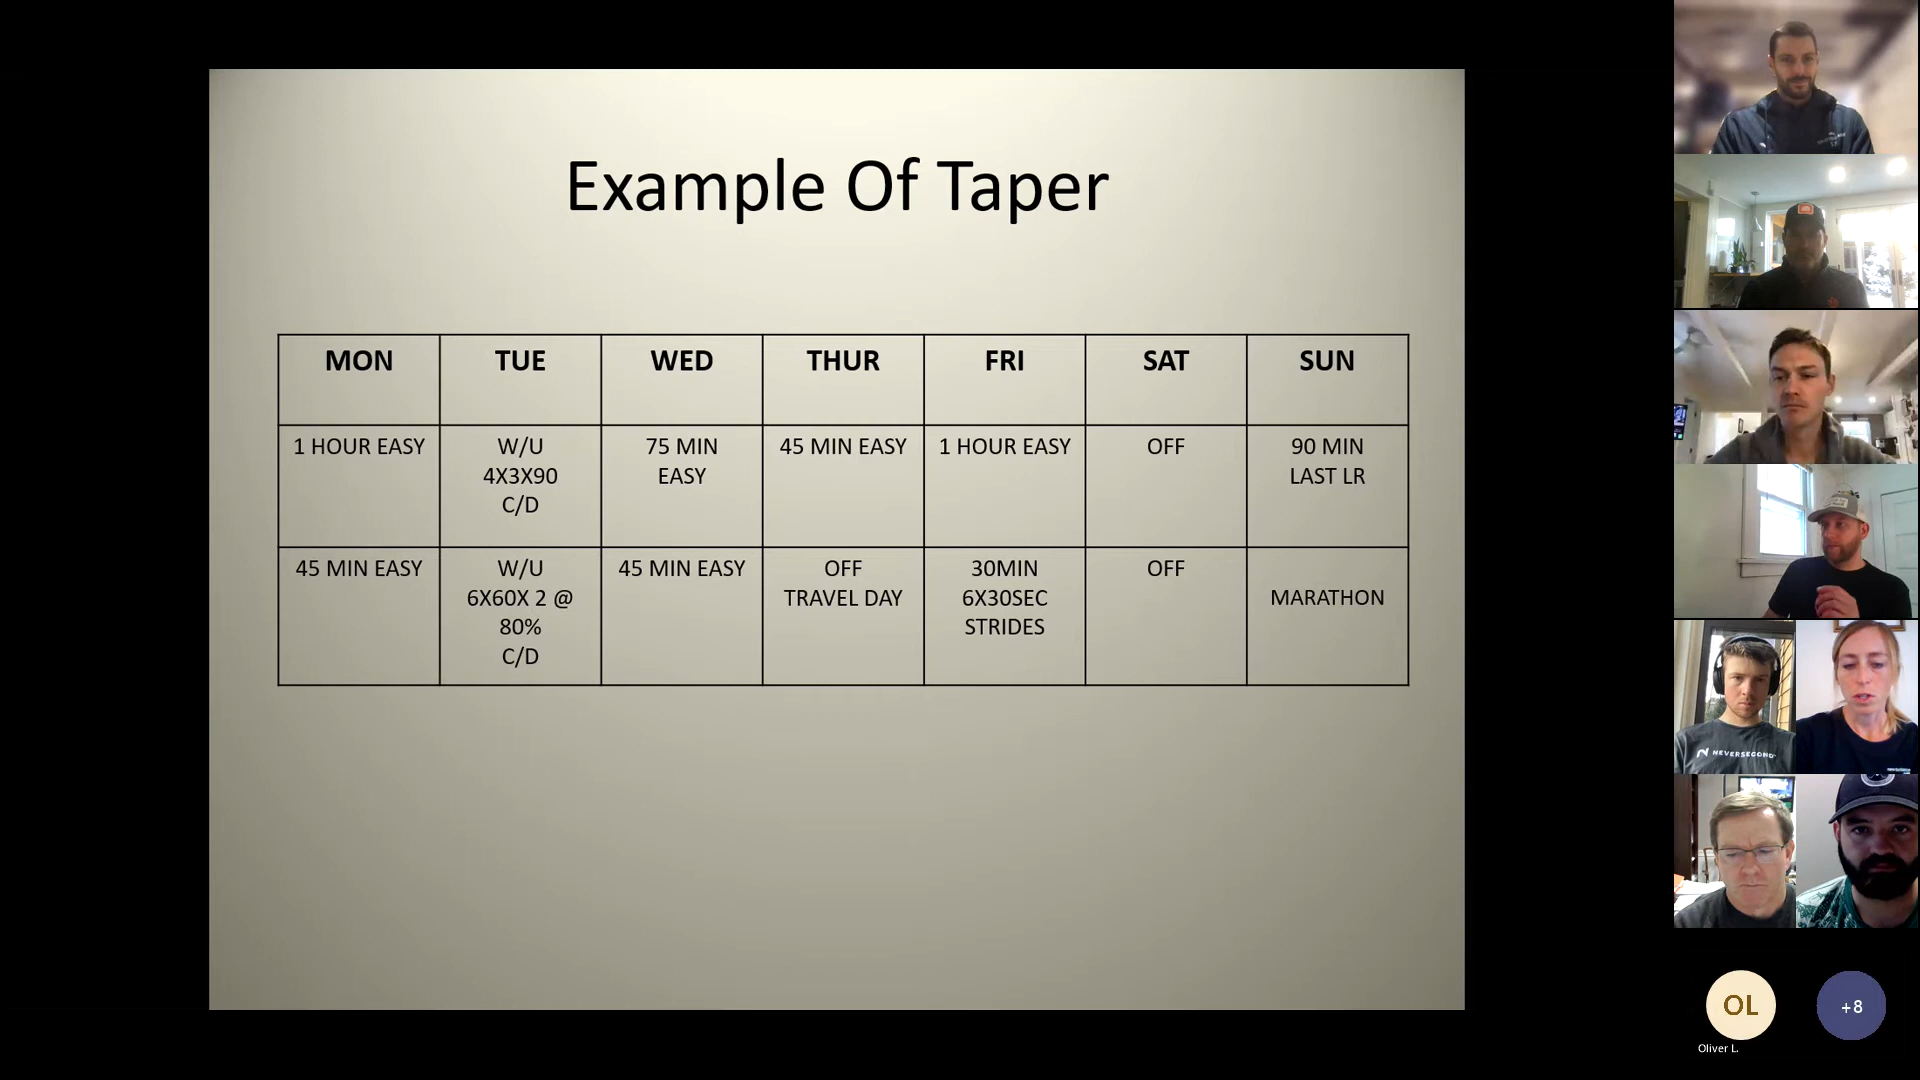 Example Of Taper
MON TUE WED THUR FRI SAT SUN
1 HOUR EASY
W/U
4X3X90
C/D
75 MIN
EASY
45 MIN EASY
1 HOUR EASY
OFF
90 MIN
LAST LR
45 MIN EASY
W/U
6X60X 2 @
80%
C/D
45 MIN EASY
OFF
TRAVEL DAY
30MIN
6X30SEC
STRIDES
OFF
MARATHON
NEVERSECOND
OL
Oliver L.
+8